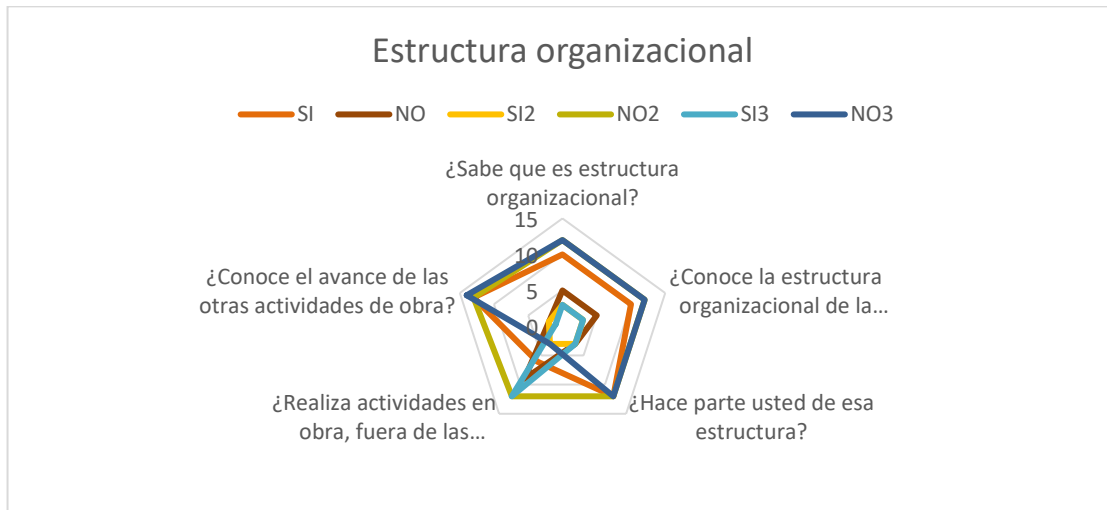 Estructura organizacional
SI NO SI2 NO2 SI3 NO3
¿Sabe que es estructura
organizacional?
15
10
5
0
¿Conoce la estructura
organizacional de la…
¿Hace parte usted de esa
estructura?
¿Realiza actividades en
obra, fuera de las…
¿Conoce el avance de las
otras actividades de obra?